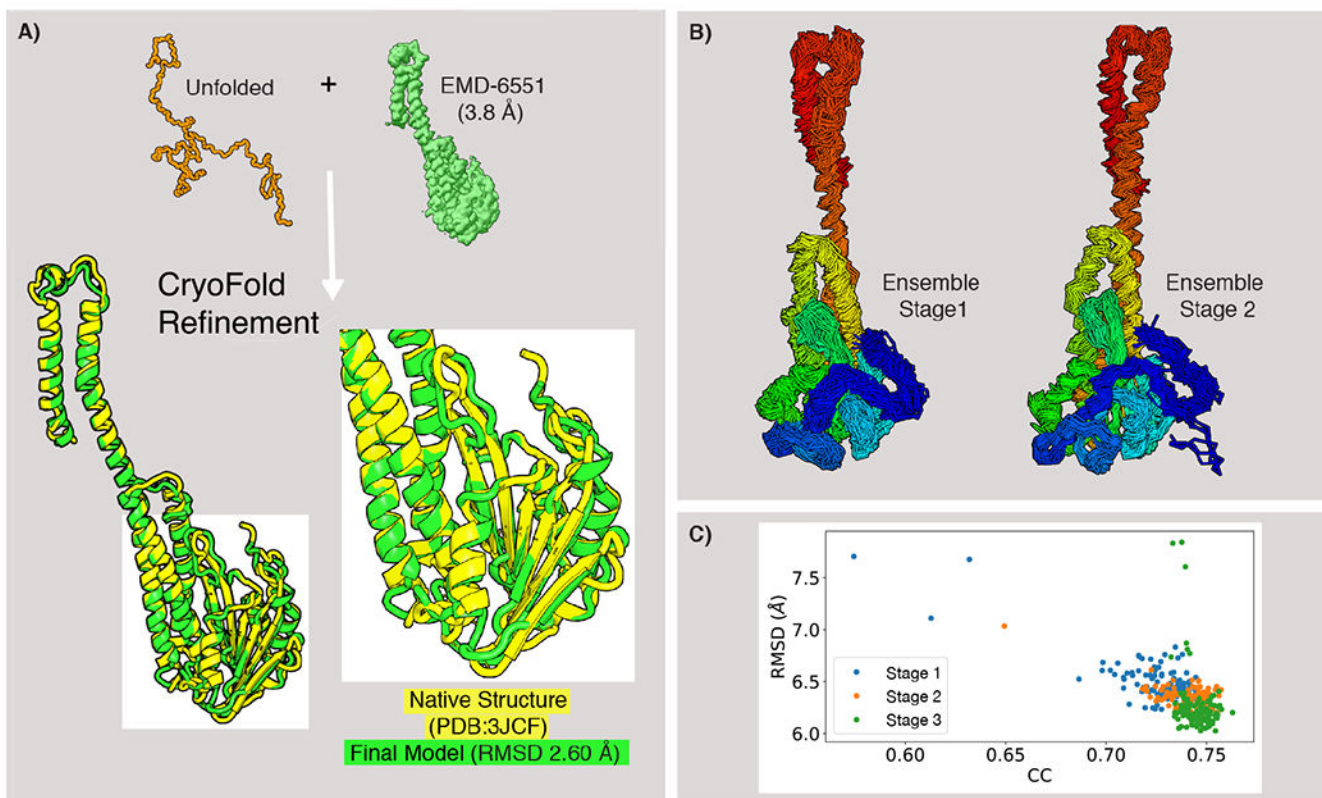 A)
Unfolded
+
EMD-6551
(3.8 Å)
CryoFold
Refinement
Native Structure
(PDB:3JCF)
Final Model (RMSD 2.60 Å)
B)
Ensemble
Stage1
Ensemble
Stage 2
C)
RMSD (Å)
7.5
7.0
6.5
6.0
Stage 1
Stage 2
Stage 3
0.60
0.65
0.70
0.75
CC